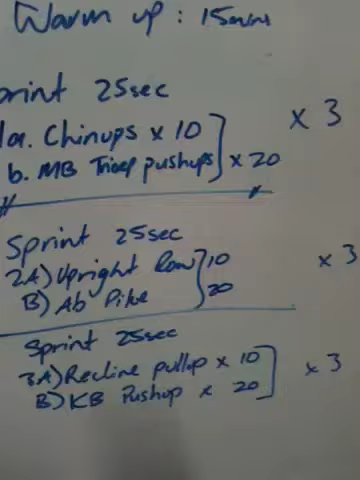 Warm up : 15min
print 25sec
1a. Chinups x 10
x 3
b. MB Tricep pushups x 20
Sprint 25sec
2A) Upright Row 10
x 3
B) Ab Pike 20
Sprint 25sec
3A) Recline pullup x 10
x 3
B) KB Pushup x 20